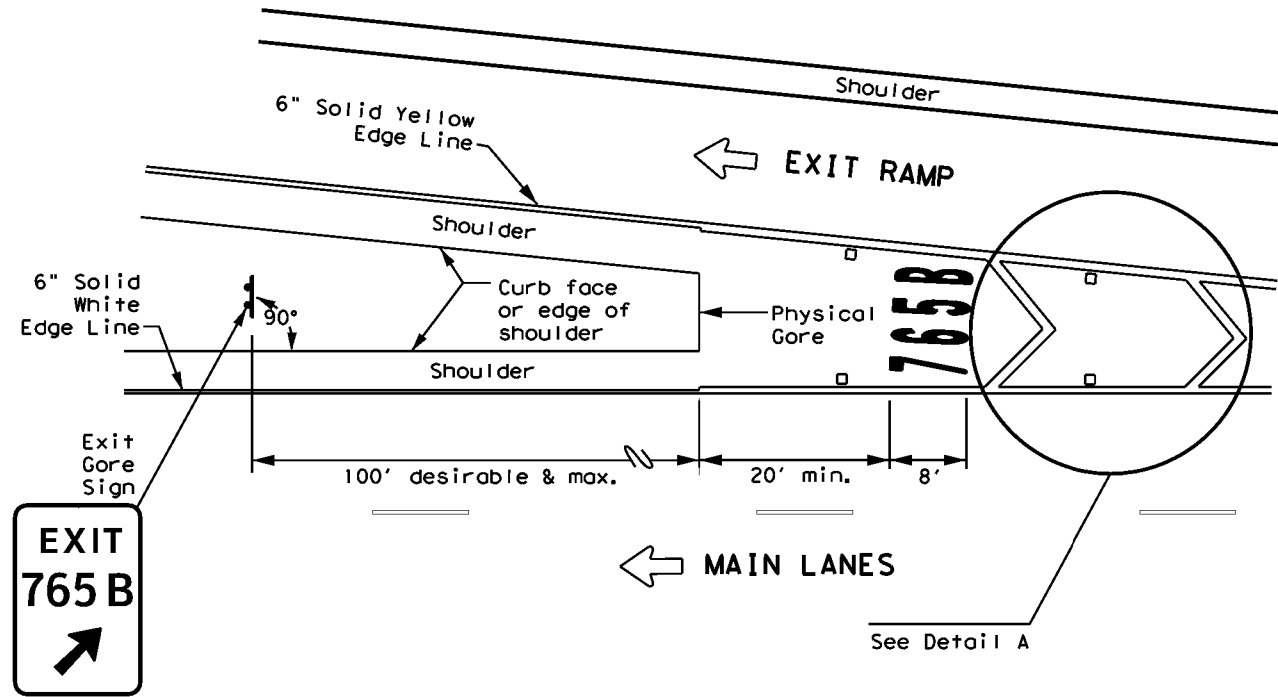 Shoulder
6" Solid Yellow
Edge Line
EXIT RAMP
Shoulder
765B
6" Solid
White
Edge Line
90°
Curb face
or edge of
shoulder
Physical
Gore
Shoulder
Exit
Gore
Sign
100' desirable & max.
20' min.
8'
EXIT
765 B
MAIN LANES
See Detail A